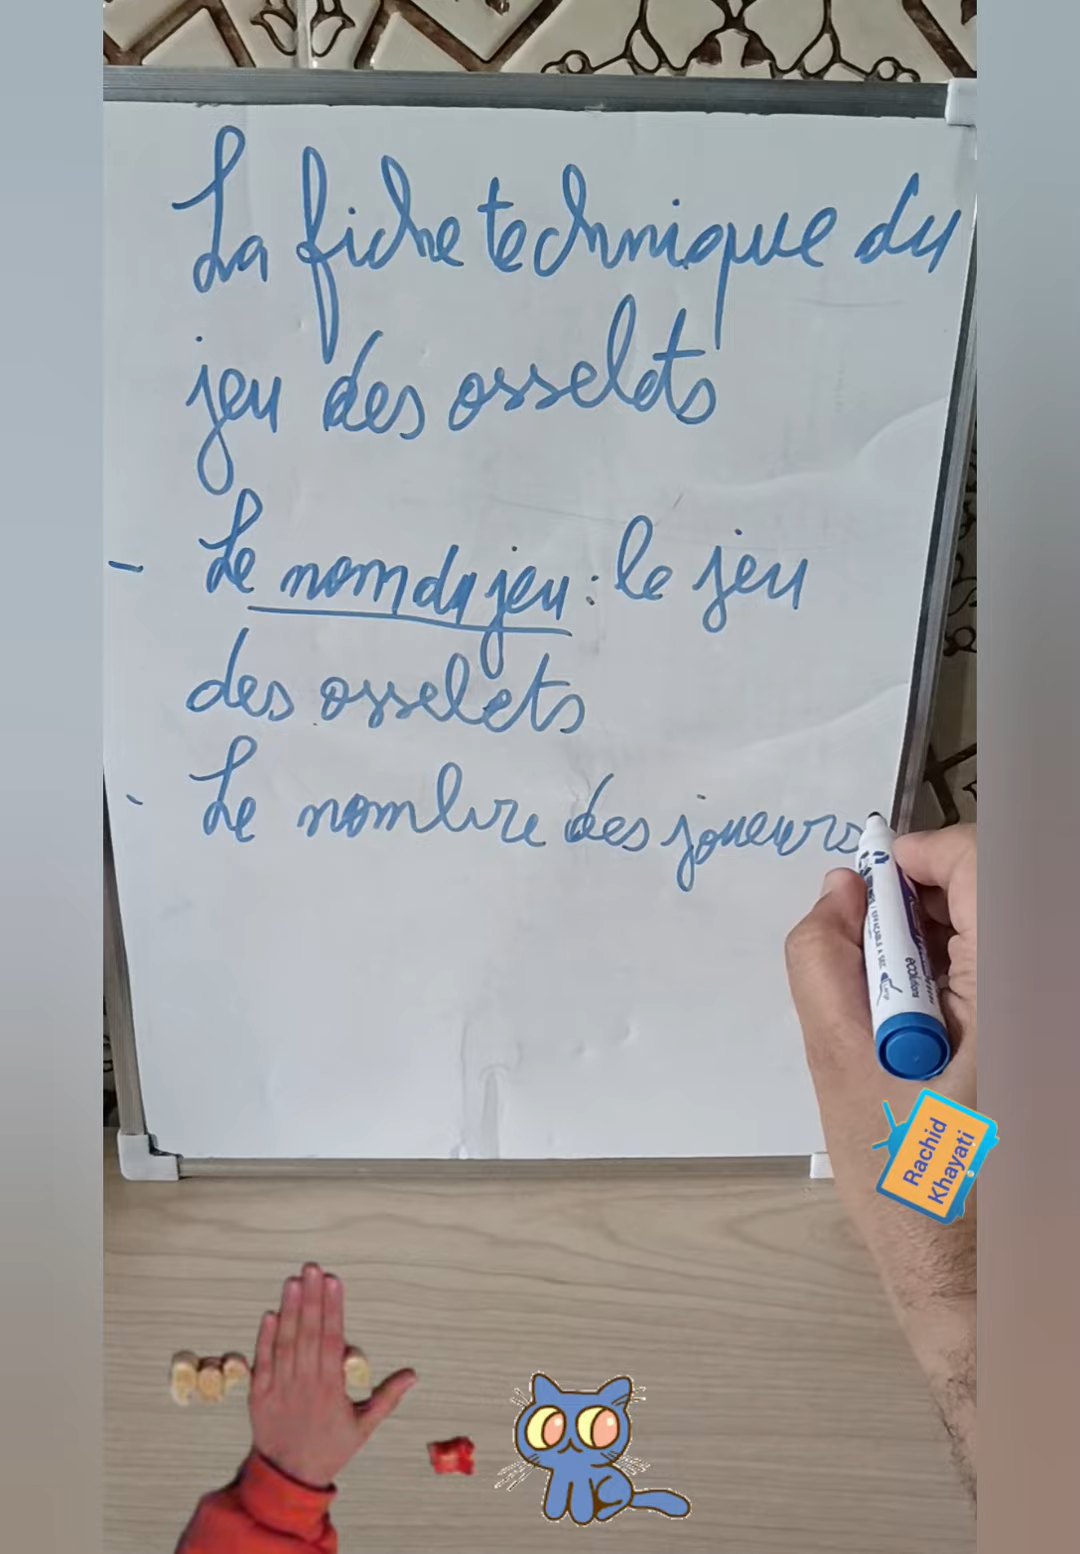 La fiche technique du
jeu des osselets
- Le nom du jeu : le jeu
des osselets
- Le nombre des joueurs
Rachid
Khayati